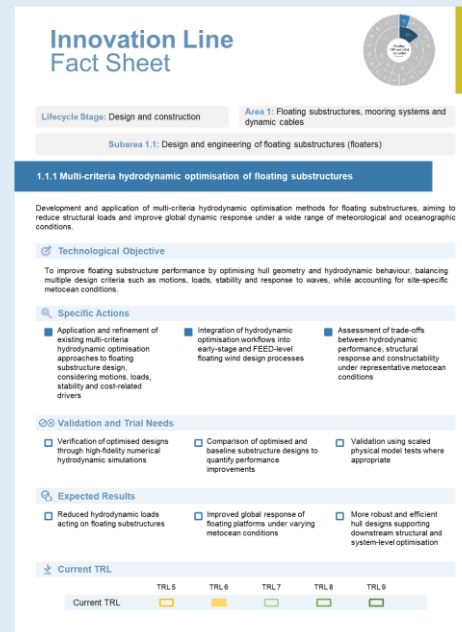 Innovation Line
Fact Sheet
Lifecycle Stage: Design and construction
Area 1: Floating substructures, mooring systems and
dynamic cables
Subarea 1.1: Design and engineering of floating substructures (floaters)
1.1.1 Multi-criteria hydrodynamic optimisation of floating substructures
Development and application of multi-criteria hydrodynamic optimisation methods for floating substructures, aiming to
reduce structural loads and improve global dynamic response under a wide range of meteorological and oceanographic
conditions.
Technological Objective
To improve floating substructure performance by optimising hull geometry and hydrodynamic behaviour, balancing
multiple design criteria such as motions, loads, stability and response to waves, while accounting for site-specific
metocean conditions.
Specific Actions
Application and refinement of
existing multi-criteria
hydrodynamic optimisation
approaches to floating
substructure design,
considering motions, loads,
stability and cost-related
drivers
Integration of hydrodynamic
optimisation workflows into
early-stage and FEED-level
floating wind design processes
Assessment of trade-offs
between hydrodynamic
performance, structural
response and constructability
under representative metocean
conditions
Validation and Trial Needs
Verification of optimised designs
through high-fidelity numerical
hydrodynamic simulations
Comparison of optimised and
baseline substructure designs to
quantify performance
improvements
Validation using scaled
physical model tests where
appropriate
Expected Results
Reduced hydrodynamic loads
acting on floating substructures
Improved global response of
floating platforms under varying
metocean conditions
More robust and efficient
hull designs supporting
downstream structural and
system-level optimisation
Current TRL
TRL 5 TRL 6 TRL 7 TRL 8 TRL 9
Current TRL